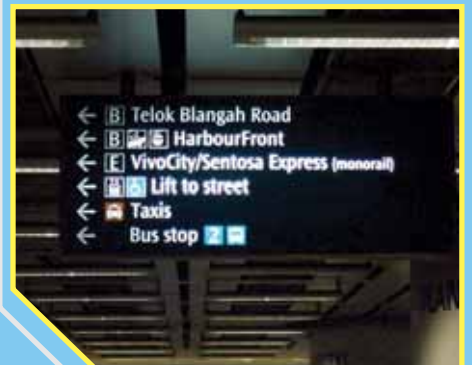 ← B Telok Blangah Road
← B HarbourFront
← E VivoCity/Sentosa Express (monorail)
← Lift to street
← Taxis
← Bus stop 2